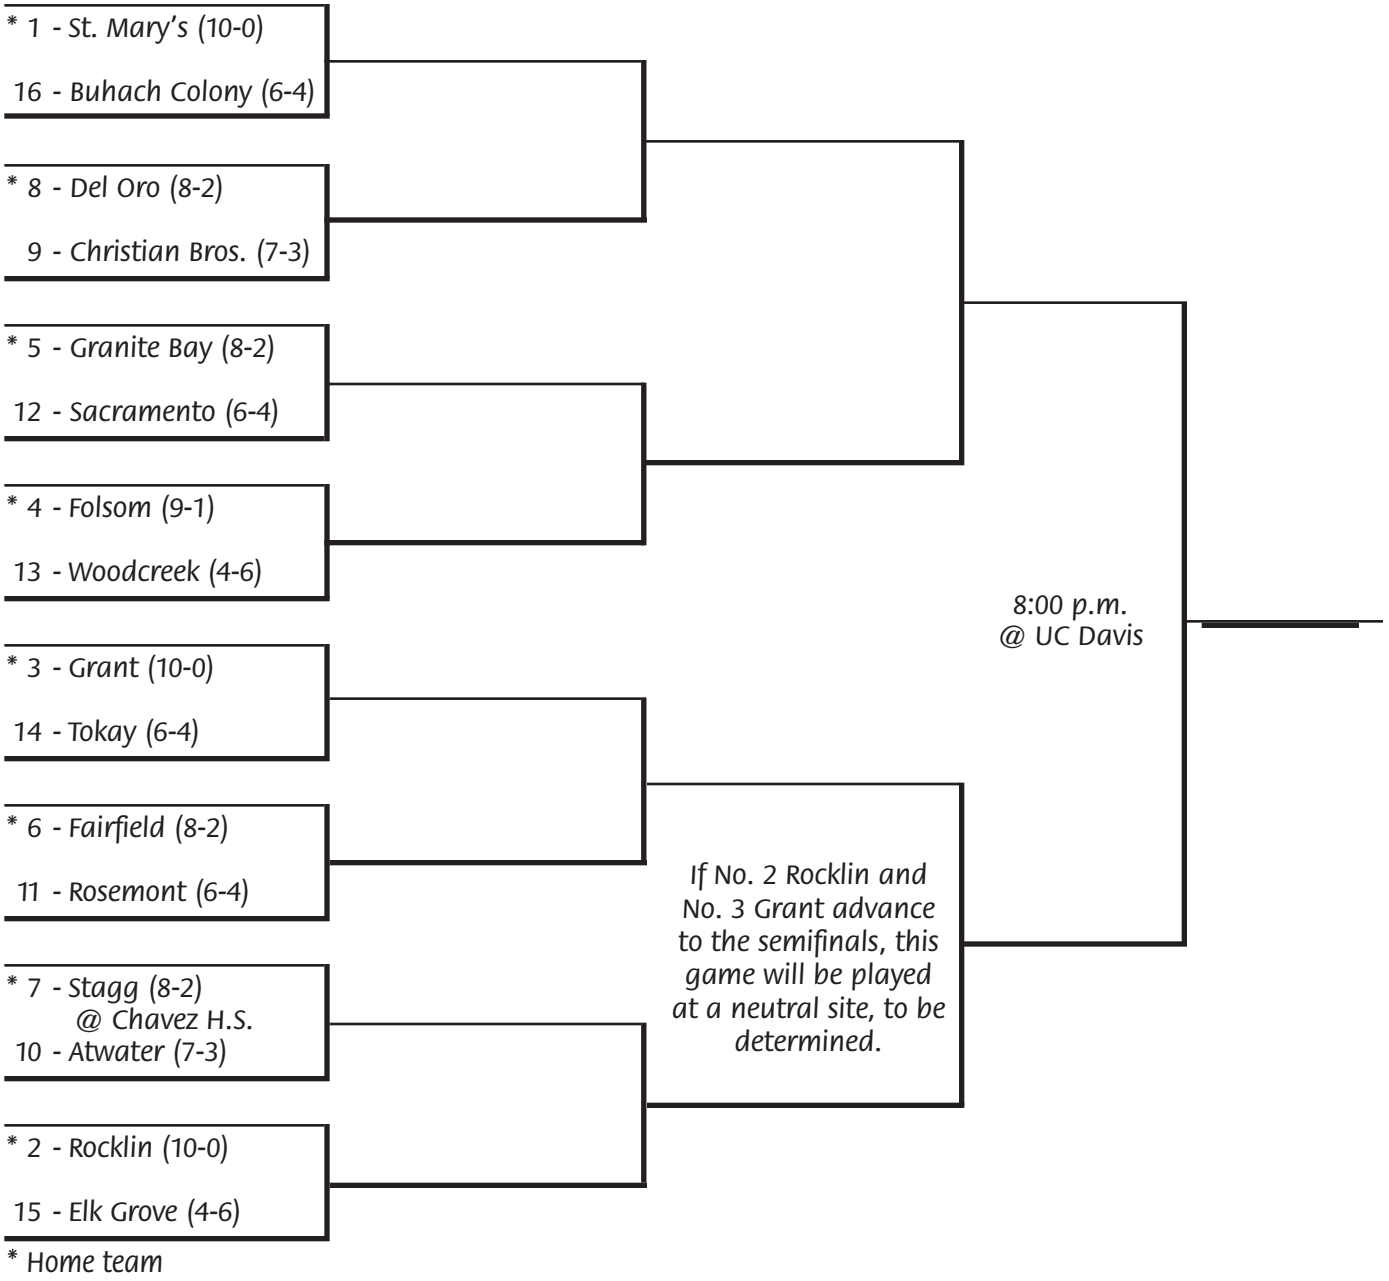 * 1 - St. Mary's (10-0)
16 - Buhach Colony (6-4)
* 8 - Del Oro (8-2)
9 - Christian Bros. (7-3)
* 5 - Granite Bay (8-2)
12 - Sacramento (6-4)
* 4 - Folsom (9-1)
13 - Woodcreek (4-6)
8:00 p.m.
@ UC Davis
* 3 - Grant (10-0)
14 - Tokay (6-4)
* 6 - Fairfield (8-2)
11 - Rosemont (6-4)
If No. 2 Rocklin and
No. 3 Grant advance
to the semifinals, this
game will be played
at a neutral site, to be
determined.
* 7 - Stagg (8-2)
@ Chavez H.S.
10 - Atwater (7-3)
* 2 - Rocklin (10-0)
15 - Elk Grove (4-6)
* Home team